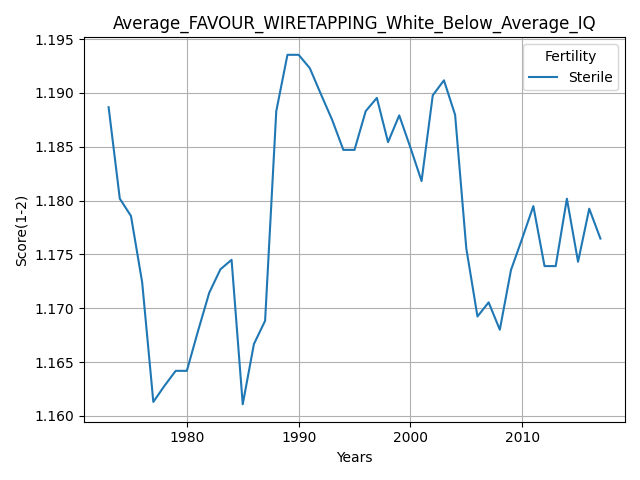 Average_FAVOUR_WIRETAPPING_White_Below_Average_IQ
Fertility
Sterile
Score(1-2)
1.195
1.190
1.185
1.180
1.175
1.170
1.165
1.160
1980
1990
2000
2010
Years